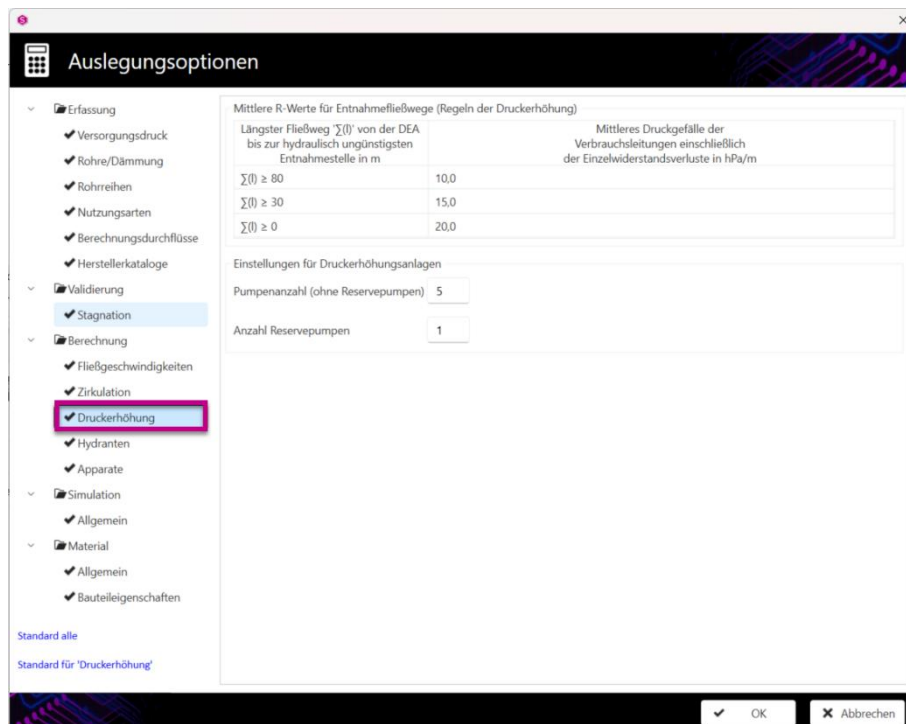 Auslegungsoptionen
Erfassung
Versorgungsdruck
Rohre/Dämmung
Rohrreihen
Nutzungsarten
Berechnungsdurchflüsse
Herstellerkataloge
Validierung
Stagnation
Berechnung
Fließgeschwindigkeiten
Zirkulation
Druckerhöhung
Hydranten
Apparate
Simulation
Allgemein
Material
Allgemein
Bauteileigenschaften
Standard alle
Standard für 'Druckerhöhung'
Mittlere R-Werte für Entnahmefließwege (Regeln der Druckerhöhung)
Längster Fließweg '∑(l)' von der DEA
bis zur hydraulisch ungünstigsten
Entnahmestelle in m
Mittleres Druckgefälle der
Verbrauchsleitungen einschließlich
der Einzelwiderstandsverluste in hPa/m
∑(l) ≥ 80 10,0
∑(l) ≥ 30 15,0
∑(l) ≥ 0 20,0
Einstellungen für Druckerhöhungsanlagen
Pumpenanzahl (ohne Reservepumpen) 5
Anzahl Reservepumpen 1
OK
Abbrechen